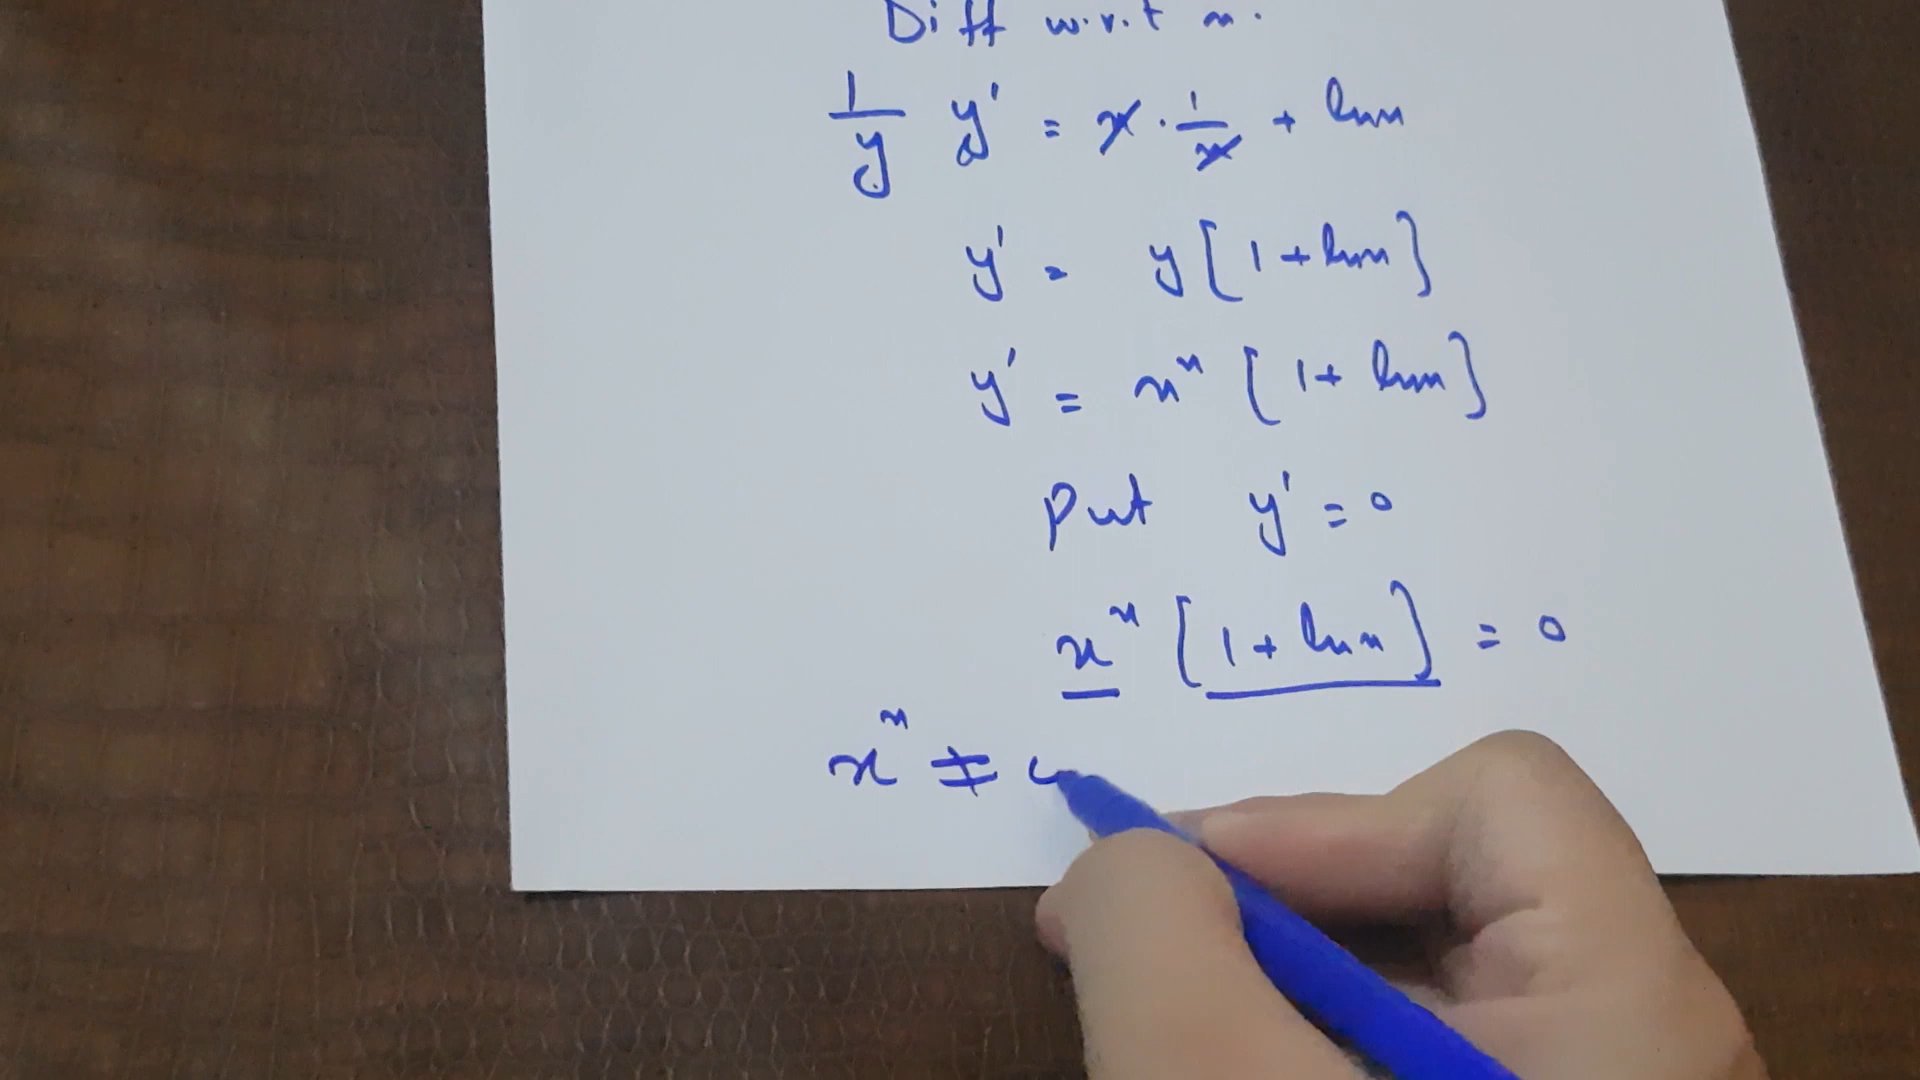 Diff w.r.t x.
1/y y' = x · 1/x + lnx
y' = y[1+lnx]
y' = x^x [1+ lnx]
Put y' = 0
x^x [1+ lnx] = 0
x^x ≠